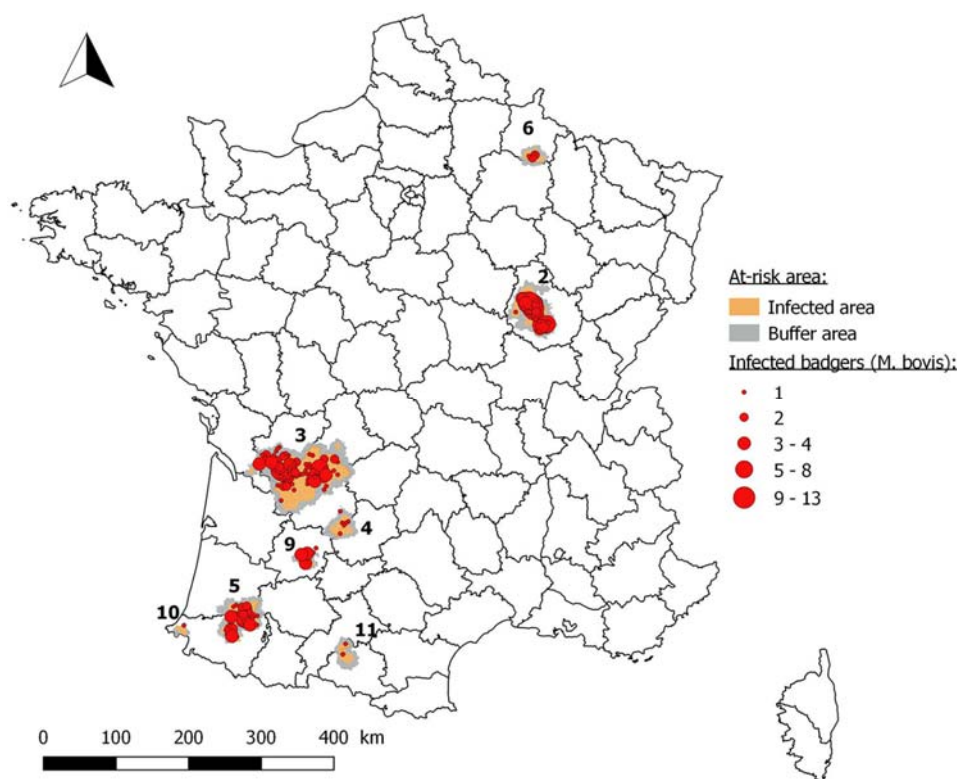 6
2
At-risk area:
Infected area
Buffer area
Infected badgers (M. bovis):
1
2
3 - 4
5 - 8
9 - 13
3
4
9
5
10
11
0 100 200 300 400 km